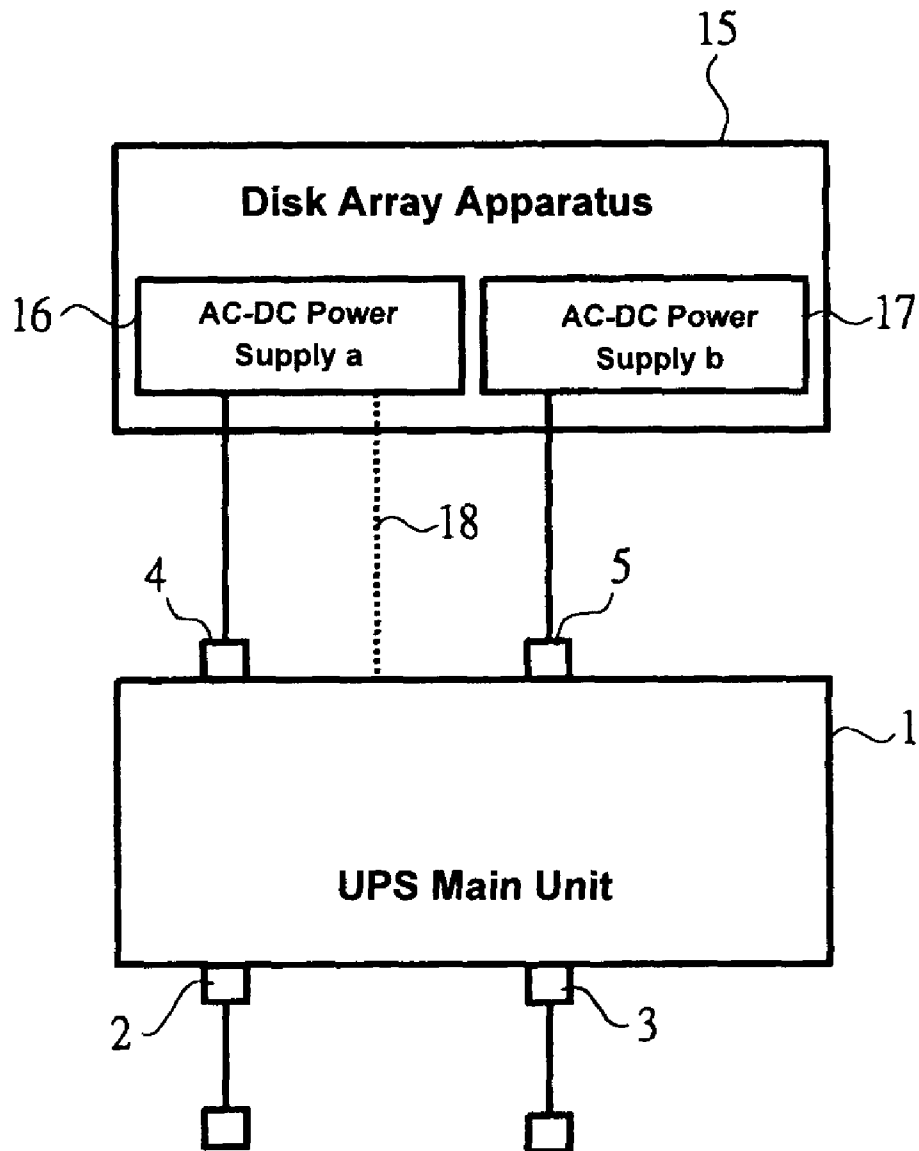 15
Disk Array Apparatus
16
AC-DC Power
Supply a
AC-DC Power
Supply b
17
18
4
5
1
UPS Main Unit
2
3